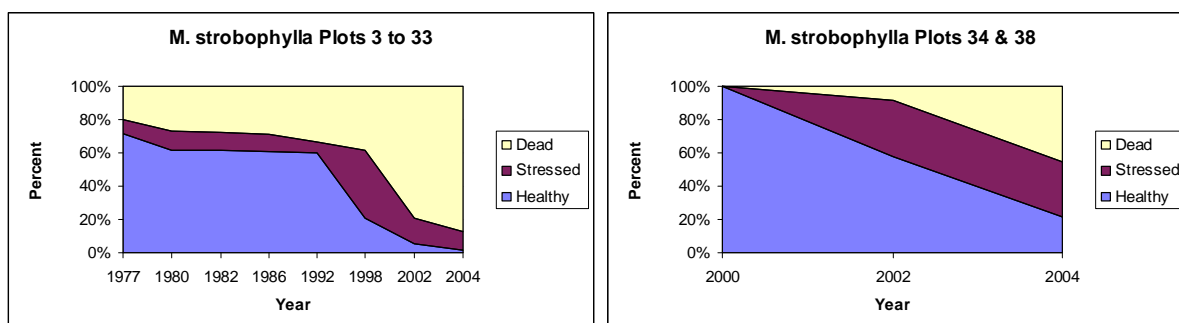 M. strobophylla Plots 3 to 33
100%
80%
60%
40%
20%
0%
Percent
1977 1980 1982 1986 1992 1998 2002 2004
Year
Dead
Stressed
Healthy
M. strobophylla Plots 34 & 38
100%
80%
60%
40%
20%
0%
Percent
2000 2002 2004
Year
Dead
Stressed
Healthy